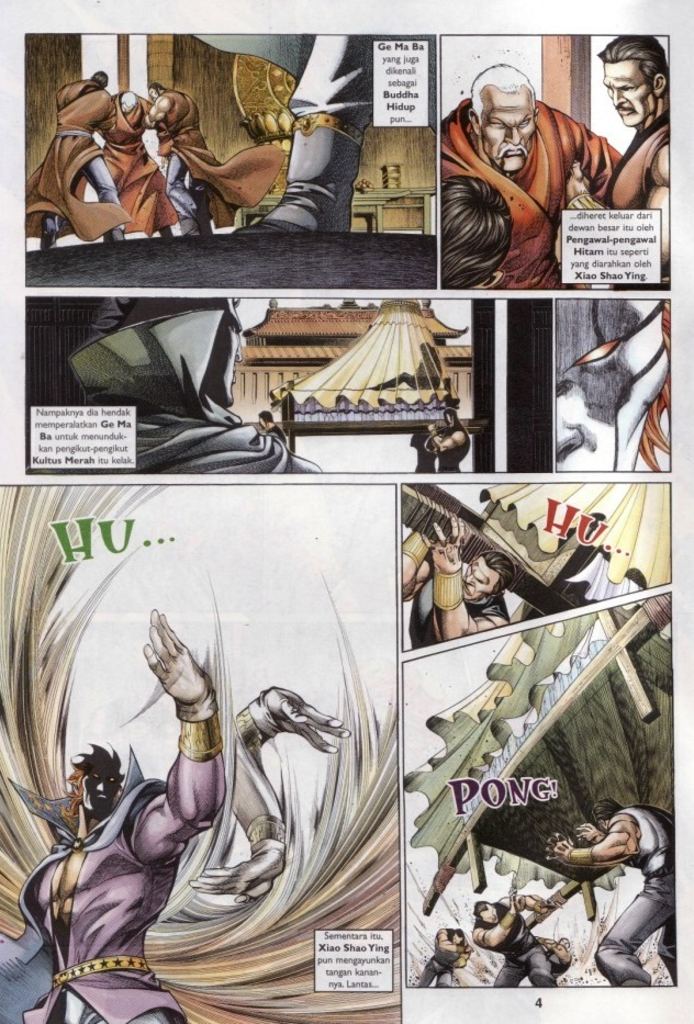 Ge Ma Ba
yang juga
dikenali
sebagai
Buddha
Hidup
pun...
...diheret keluar dari
dewan besar itu oleh
Pengawal-pengawal
Hitam itu seperti
yang diarahkan oleh
Xiao Shao Ying.
Nampaknya dia hendak
memperalatkan Ge Ma
Ba untuk menunduk-
kan pengikut-pengikut
Kultus Merah itu kelak.
HU...
HU...
PONG!
Sementara itu,
Xiao Shao Ying
pun mengayunkan
tangan kanan-
nya. Lantas...
4